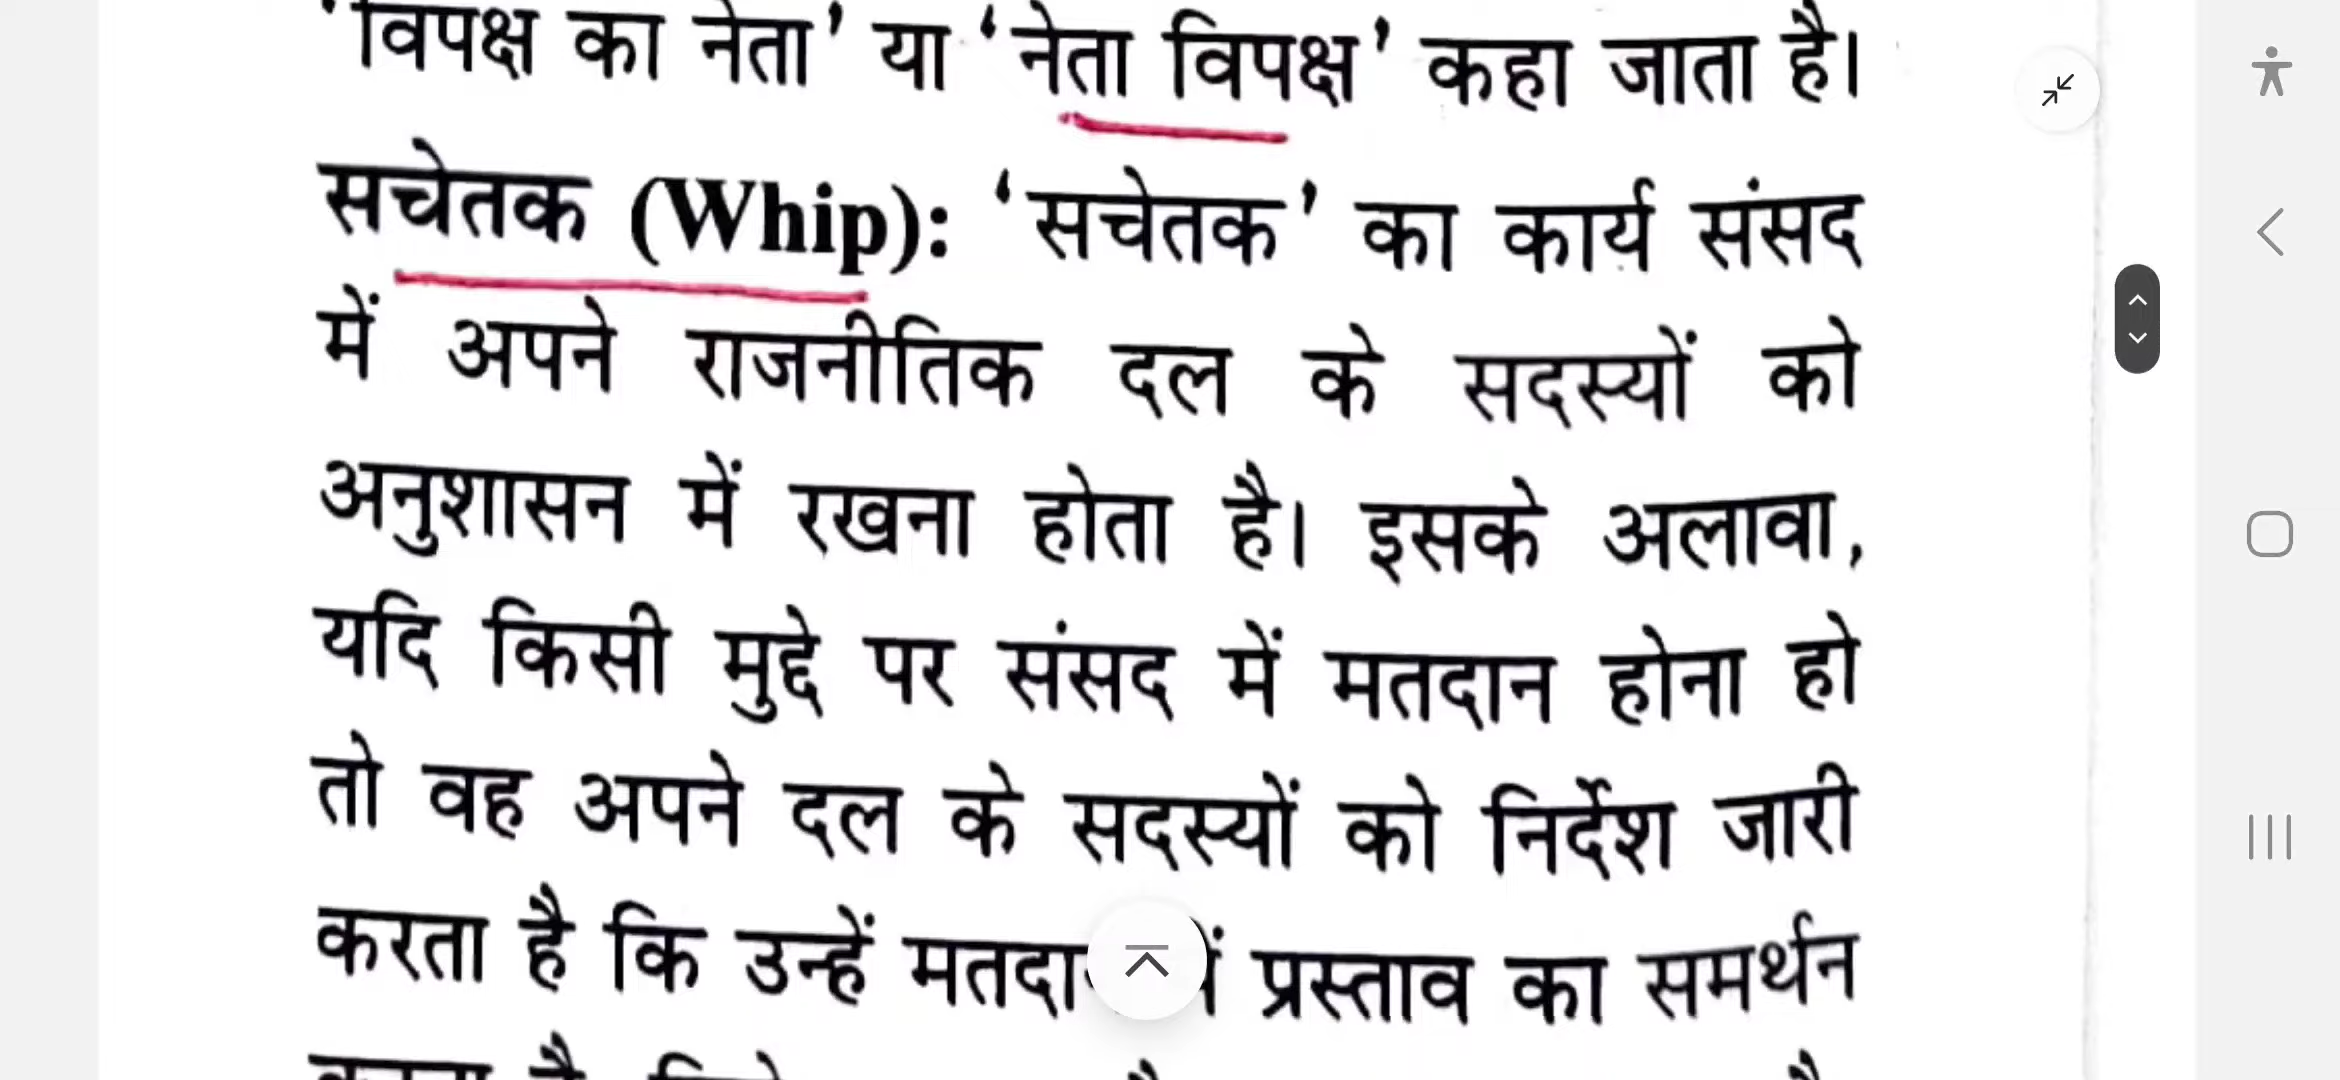 'विपक्ष का नेता' या 'नेता विपक्ष' कहा जाता है।
सचेतक (Whip): 'सचेतक' का कार्य संसद
में अपने राजनीतिक दल के सदस्यों को
अनुशासन में रखना होता है। इसके अलावा,
यदि किसी मुद्दे पर संसद में मतदान होना हो
तो वह अपने दल के सदस्यों को निर्देश जारी
करता है कि उन्हें प्रस्ताव का समर्थन